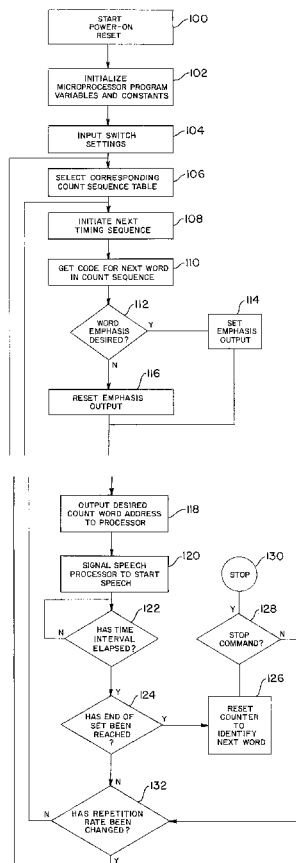 START
POWER-ON
RESET
100
INITIALIZE
MICROPROCESSOR PROGRAM
VARIABLES AND CONSTANTS
102
INPUT SWITCH
SETTINGS
104
SELECT CORRESPONDING
COUNT SEQUENCE TABLE
106
INITIATE NEXT
TIMING SEQUENCE
108
GET CODE FOR NEXT WORD
IN COUNT SEQUENCE
110
112
WORD
EMPHASIS
DESIRED?
Y
N
114
SET
EMPHASIS
OUTPUT
116
RESET EMPHASIS
OUTPUT
OUTPUT DESIRED
COUNT WORD ADDRESS
TO PROCESSOR
118
SIGNAL SPEECH
PROCESSOR TO START
SPEECH
120
122
HAS TIME
INTERVAL
ELAPSED?
N
Y
124
HAS END OF
SET BEEN
REACHED
?
Y
N
130
STOP
Y
128
STOP
COMMAND?
N
126
RESET
COUNTER
TO
IDENTIFY
NEXT WORD
132
HAS REPETITION
RATE BEEN
CHANGED?
N
Y